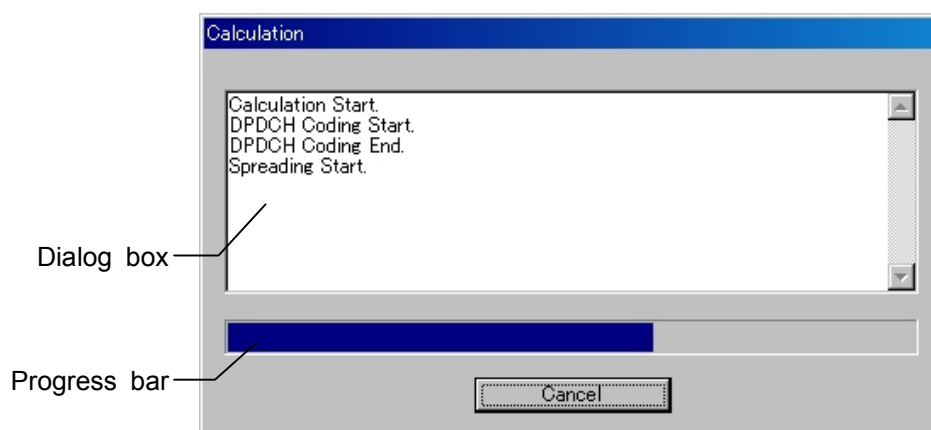 Calculation
Calculation Start.
DPDCH Coding Start.
DPDCH Coding End.
Spreading Start.
Dialog box
Progress bar
Cancel